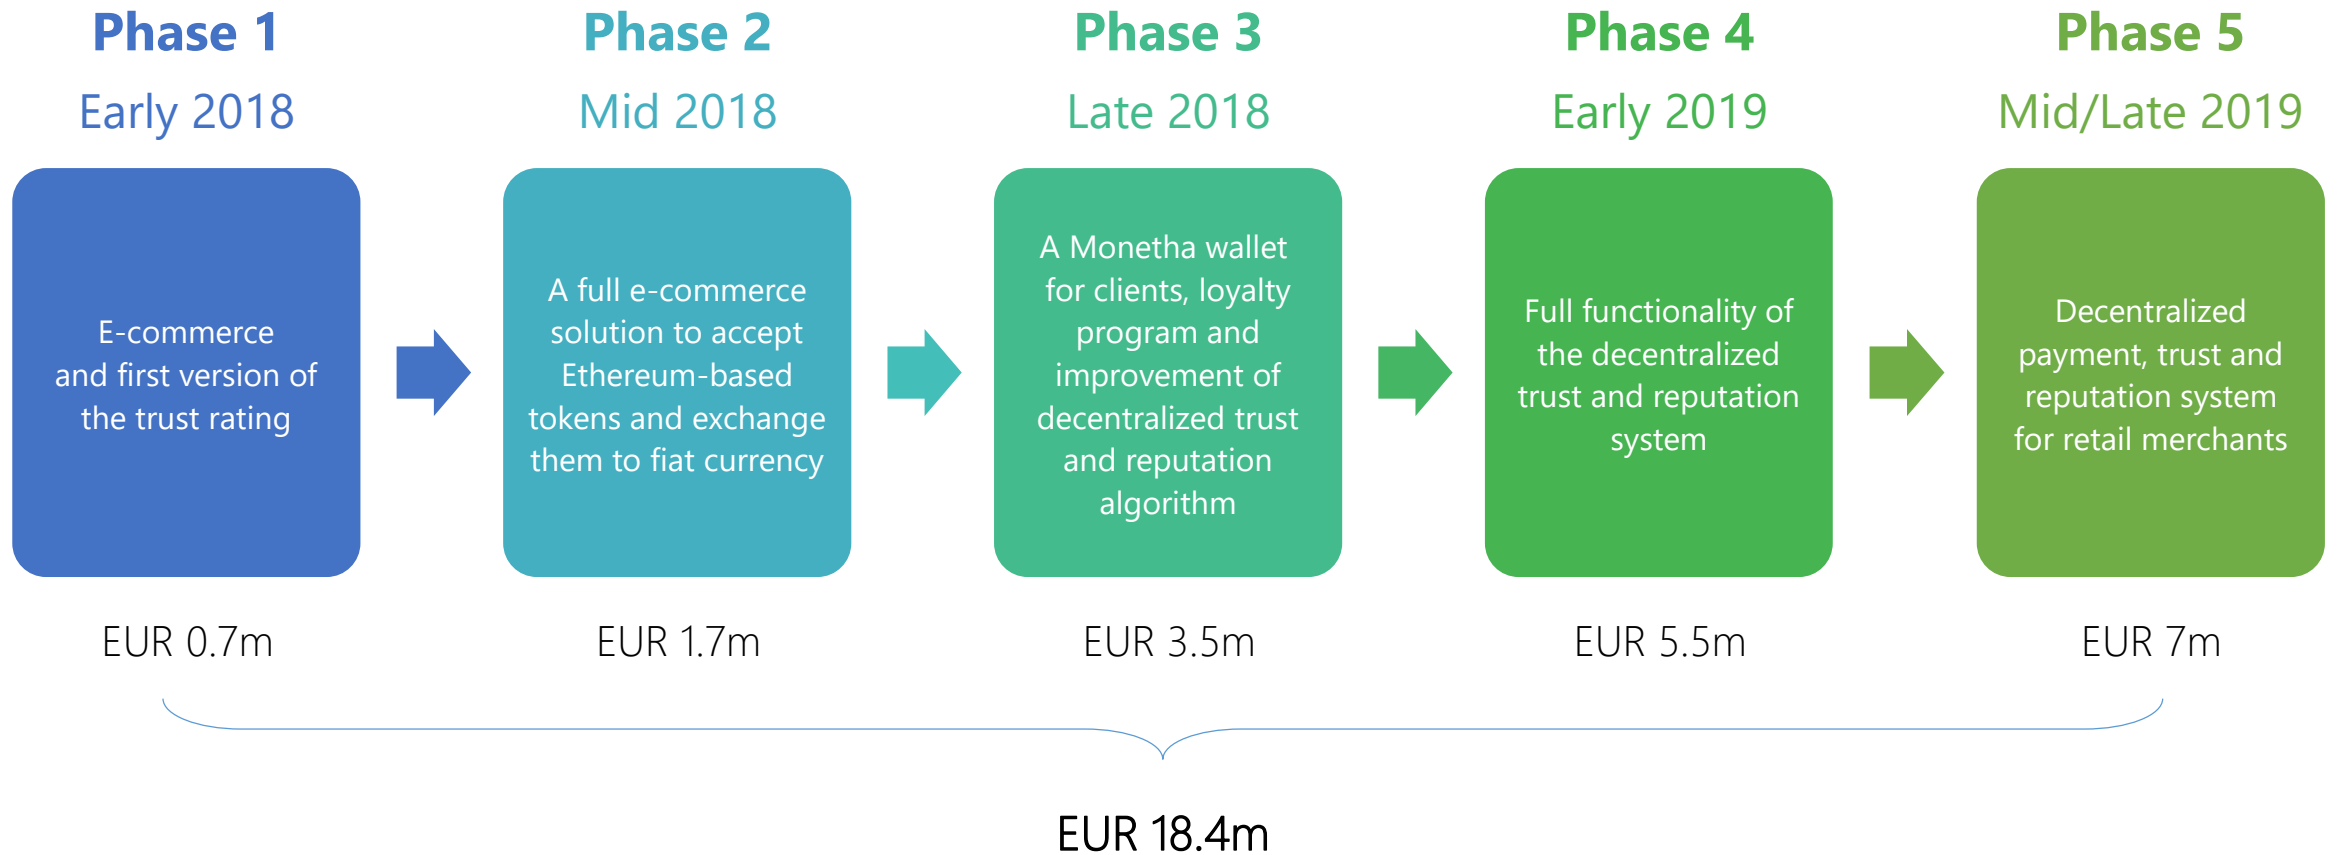 Phase 1
Early 2018
E-commerce
and first version of
the trust rating
EUR 0.7m
Phase 2
Mid 2018
A full e-commerce
solution to accept
Ethereum-based
tokens and exchange
them to fiat currency
EUR 1.7m
Phase 3
Late 2018
A Monetha wallet
for clients, loyalty
program and
improvement of
decentralized trust
and reputation
algorithm
EUR 3.5m
Phase 4
Early 2019
Full functionality of
the decentralized
trust and reputation
system
EUR 5.5m
Phase 5
Mid/Late 2019
Decentralized
payment, trust and
reputation system
for retail merchants
EUR 7m
EUR 18.4m